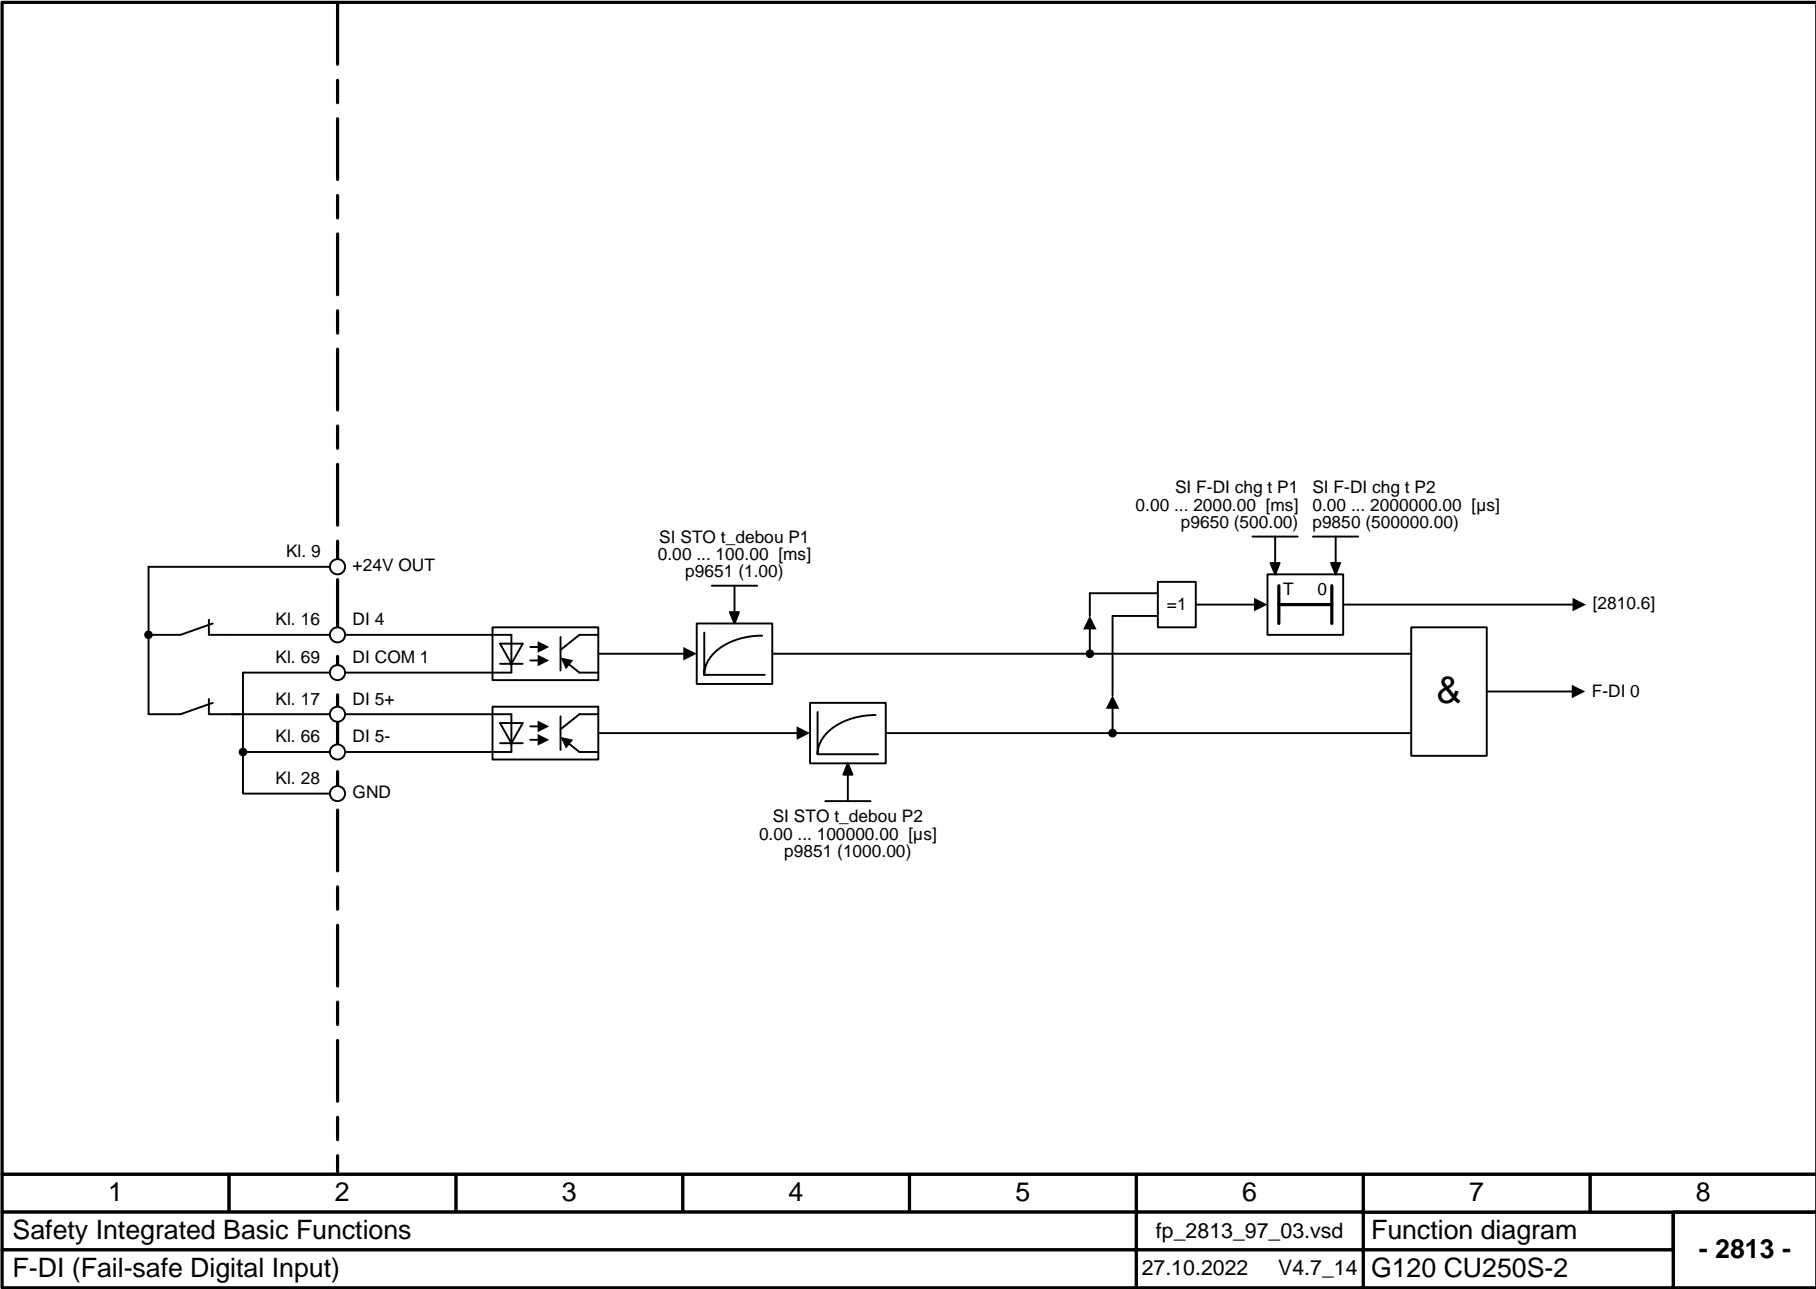 SI F-DI chg t P1
0.00 ... 2000.00 [ms]
p9650 (500.00)
SI F-DI chg t P2
0.00 ... 2000000.00 [µs]
p9850 (500000.00)
SI STO t_debou P1
0.00 ... 100.00 [ms]
p9651 (1.00)
Kl. 9
+24V OUT
Kl. 16
DI 4
Kl. 69
DI COM 1
Kl. 17
DI 5+
Kl. 66
DI 5-
Kl. 28
GND
=1
T 0
[2810.6]
&
F-DI 0
SI STO t_debou P2
0.00 ... 100000.00 [µs]
p9851 (1000.00)
1 2 3 4 5 6 7 8
Safety Integrated Basic Functions
fp_2813_97_03.vsd
Function diagram
- 2813 -
F-DI (Fail-safe Digital Input)
27.10.2022 V4.7_14
G120 CU250S-2